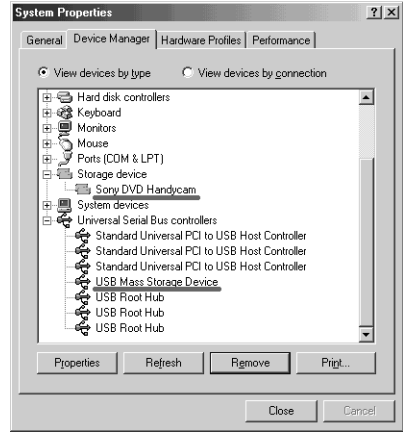 System Properties
General Device Manager Hardware Profiles Performance
View devices by type View devices by connection
Hard disk controllers
Keyboard
Monitors
Mouse
Ports (COM & LPT)
Storage device
Sony DVD Handycam
System devices
Universal Serial Bus controllers
Standard Universal PCI to USB Host Controller
Standard Universal PCI to USB Host Controller
Standard Universal PCI to USB Host Controller
USB Mass Storage Device
USB Root Hub
USB Root Hub
USB Root Hub
Properties Refresh Remove Print...
Close Cancel